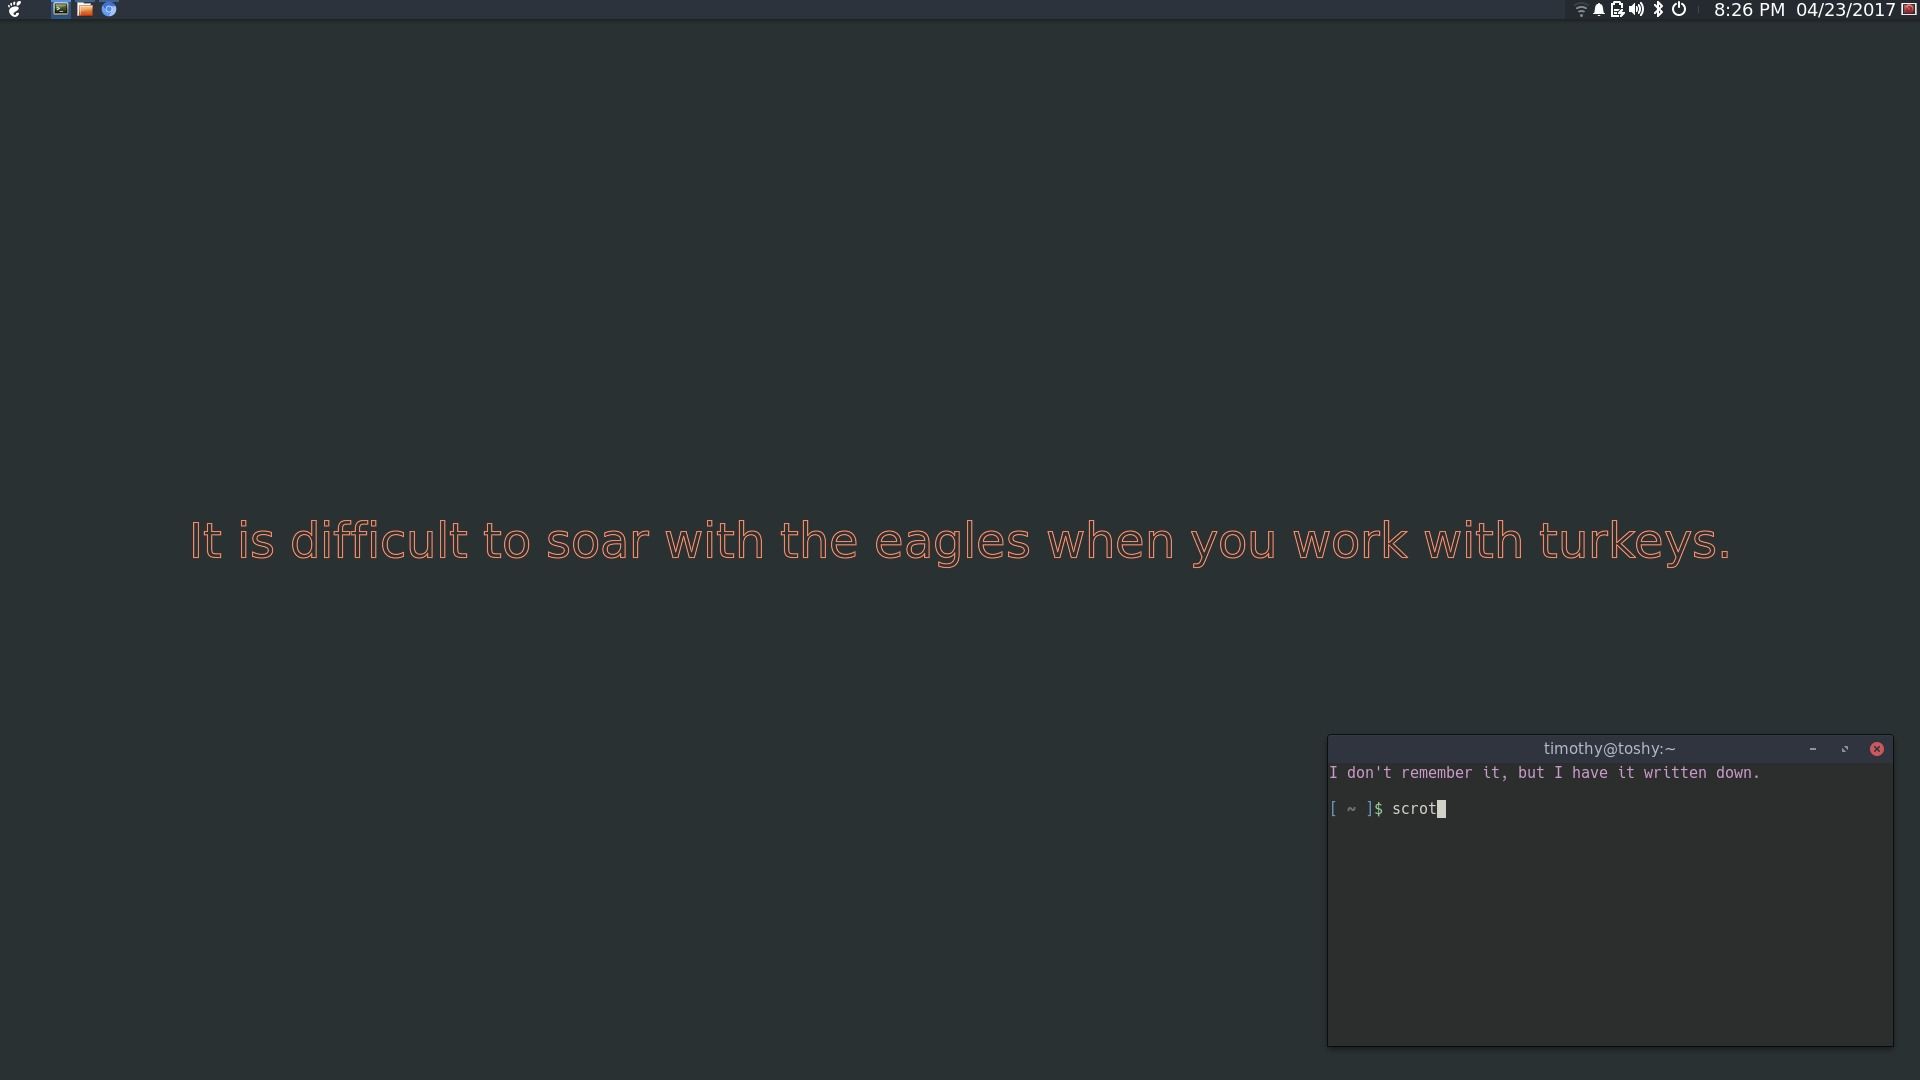 8:26 PM 04/23/2017
It is difficult to soar with the eagles when you work with turkeys.
timothy@toshy:~
I don't remember it, but I have it written down.
[ ~ ]$ scrot